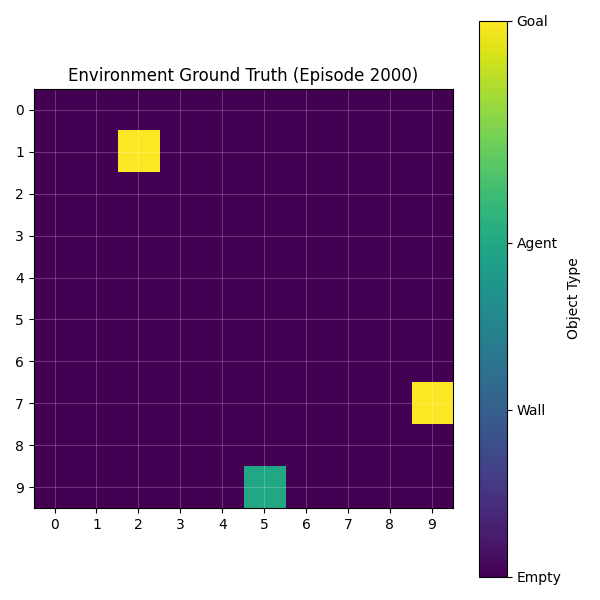 Environment Ground Truth (Episode 2000)
0
1
2
3
4
5
6
7
8
9
0 1 2 3 4 5 6 7 8 9
Goal
Agent
Wall
Empty
Object Type